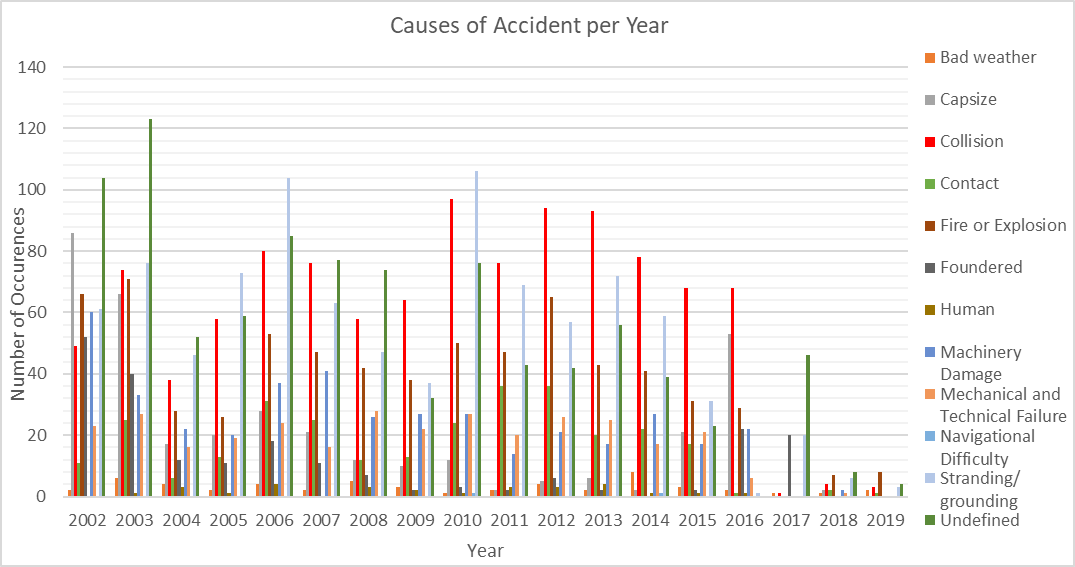 Causes of Accident per Year
Number of Occurences
140
120
100
80
60
40
20
0
2002 2003 2004 2005 2006 2007 2008 2009 2010 2011 2012 2013 2014 2015 2016 2017 2018 2019
Year
Bad weather
Capsize
Collision
Contact
Fire or Explosion
Foundered
Human
Machinery
Damage
Mechanical and
Technical Failure
Navigational
Difficulty
Stranding/
grounding
Undefined